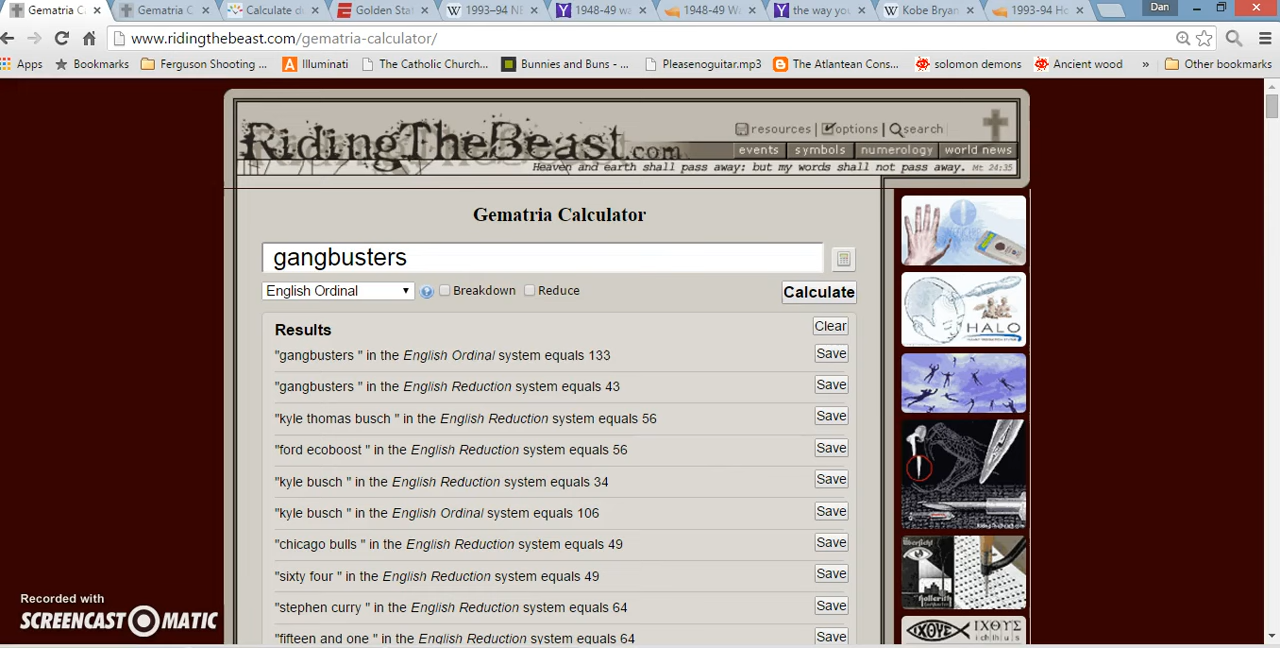 Gematria Ca
Gematria C
Calculate d
Golden Stat
1993–94 NB
1948-49 wa
1948-49 W
the way you
Kobe Bryan
1993-94 Ho
Dan
www.ridingthebeast.com/gematria-calculator/
Apps
Bookmarks
Ferguson Shooting ...
Illuminati
The Catholic Church...
Bunnies and Buns - ...
Pleasenoguitar.mp3
The Atlantean Cons...
solomon demons
Ancient wood
»
Other bookmarks
RidingTheBeast.com
resources | options | search
events
symbols
numerology
world news
Heaven and earth shall pass away: but my words shall not pass away. Mt 24:35
Gematria Calculator
gangbusters
English Ordinal
Breakdown
Reduce
Calculate
Results
Clear
"gangbusters " in the English Ordinal system equals 133
Save
"gangbusters " in the English Reduction system equals 43
Save
"kyle thomas busch " in the English Reduction system equals 56
Save
"ford ecoboost " in the English Reduction system equals 56
Save
"kyle busch " in the English Reduction system equals 34
Save
"kyle busch " in the English Ordinal system equals 106
Save
"chicago bulls " in the English Reduction system equals 49
Save
"sixty four " in the English Reduction system equals 49
Save
"stephen curry " in the English Reduction system equals 64
Save
"fifteen and one " in the English Reduction system equals 64
Save
HALO
ΙΧΘΥΣ
ichthus
Recorded with
SCREENCAST-O-MATIC